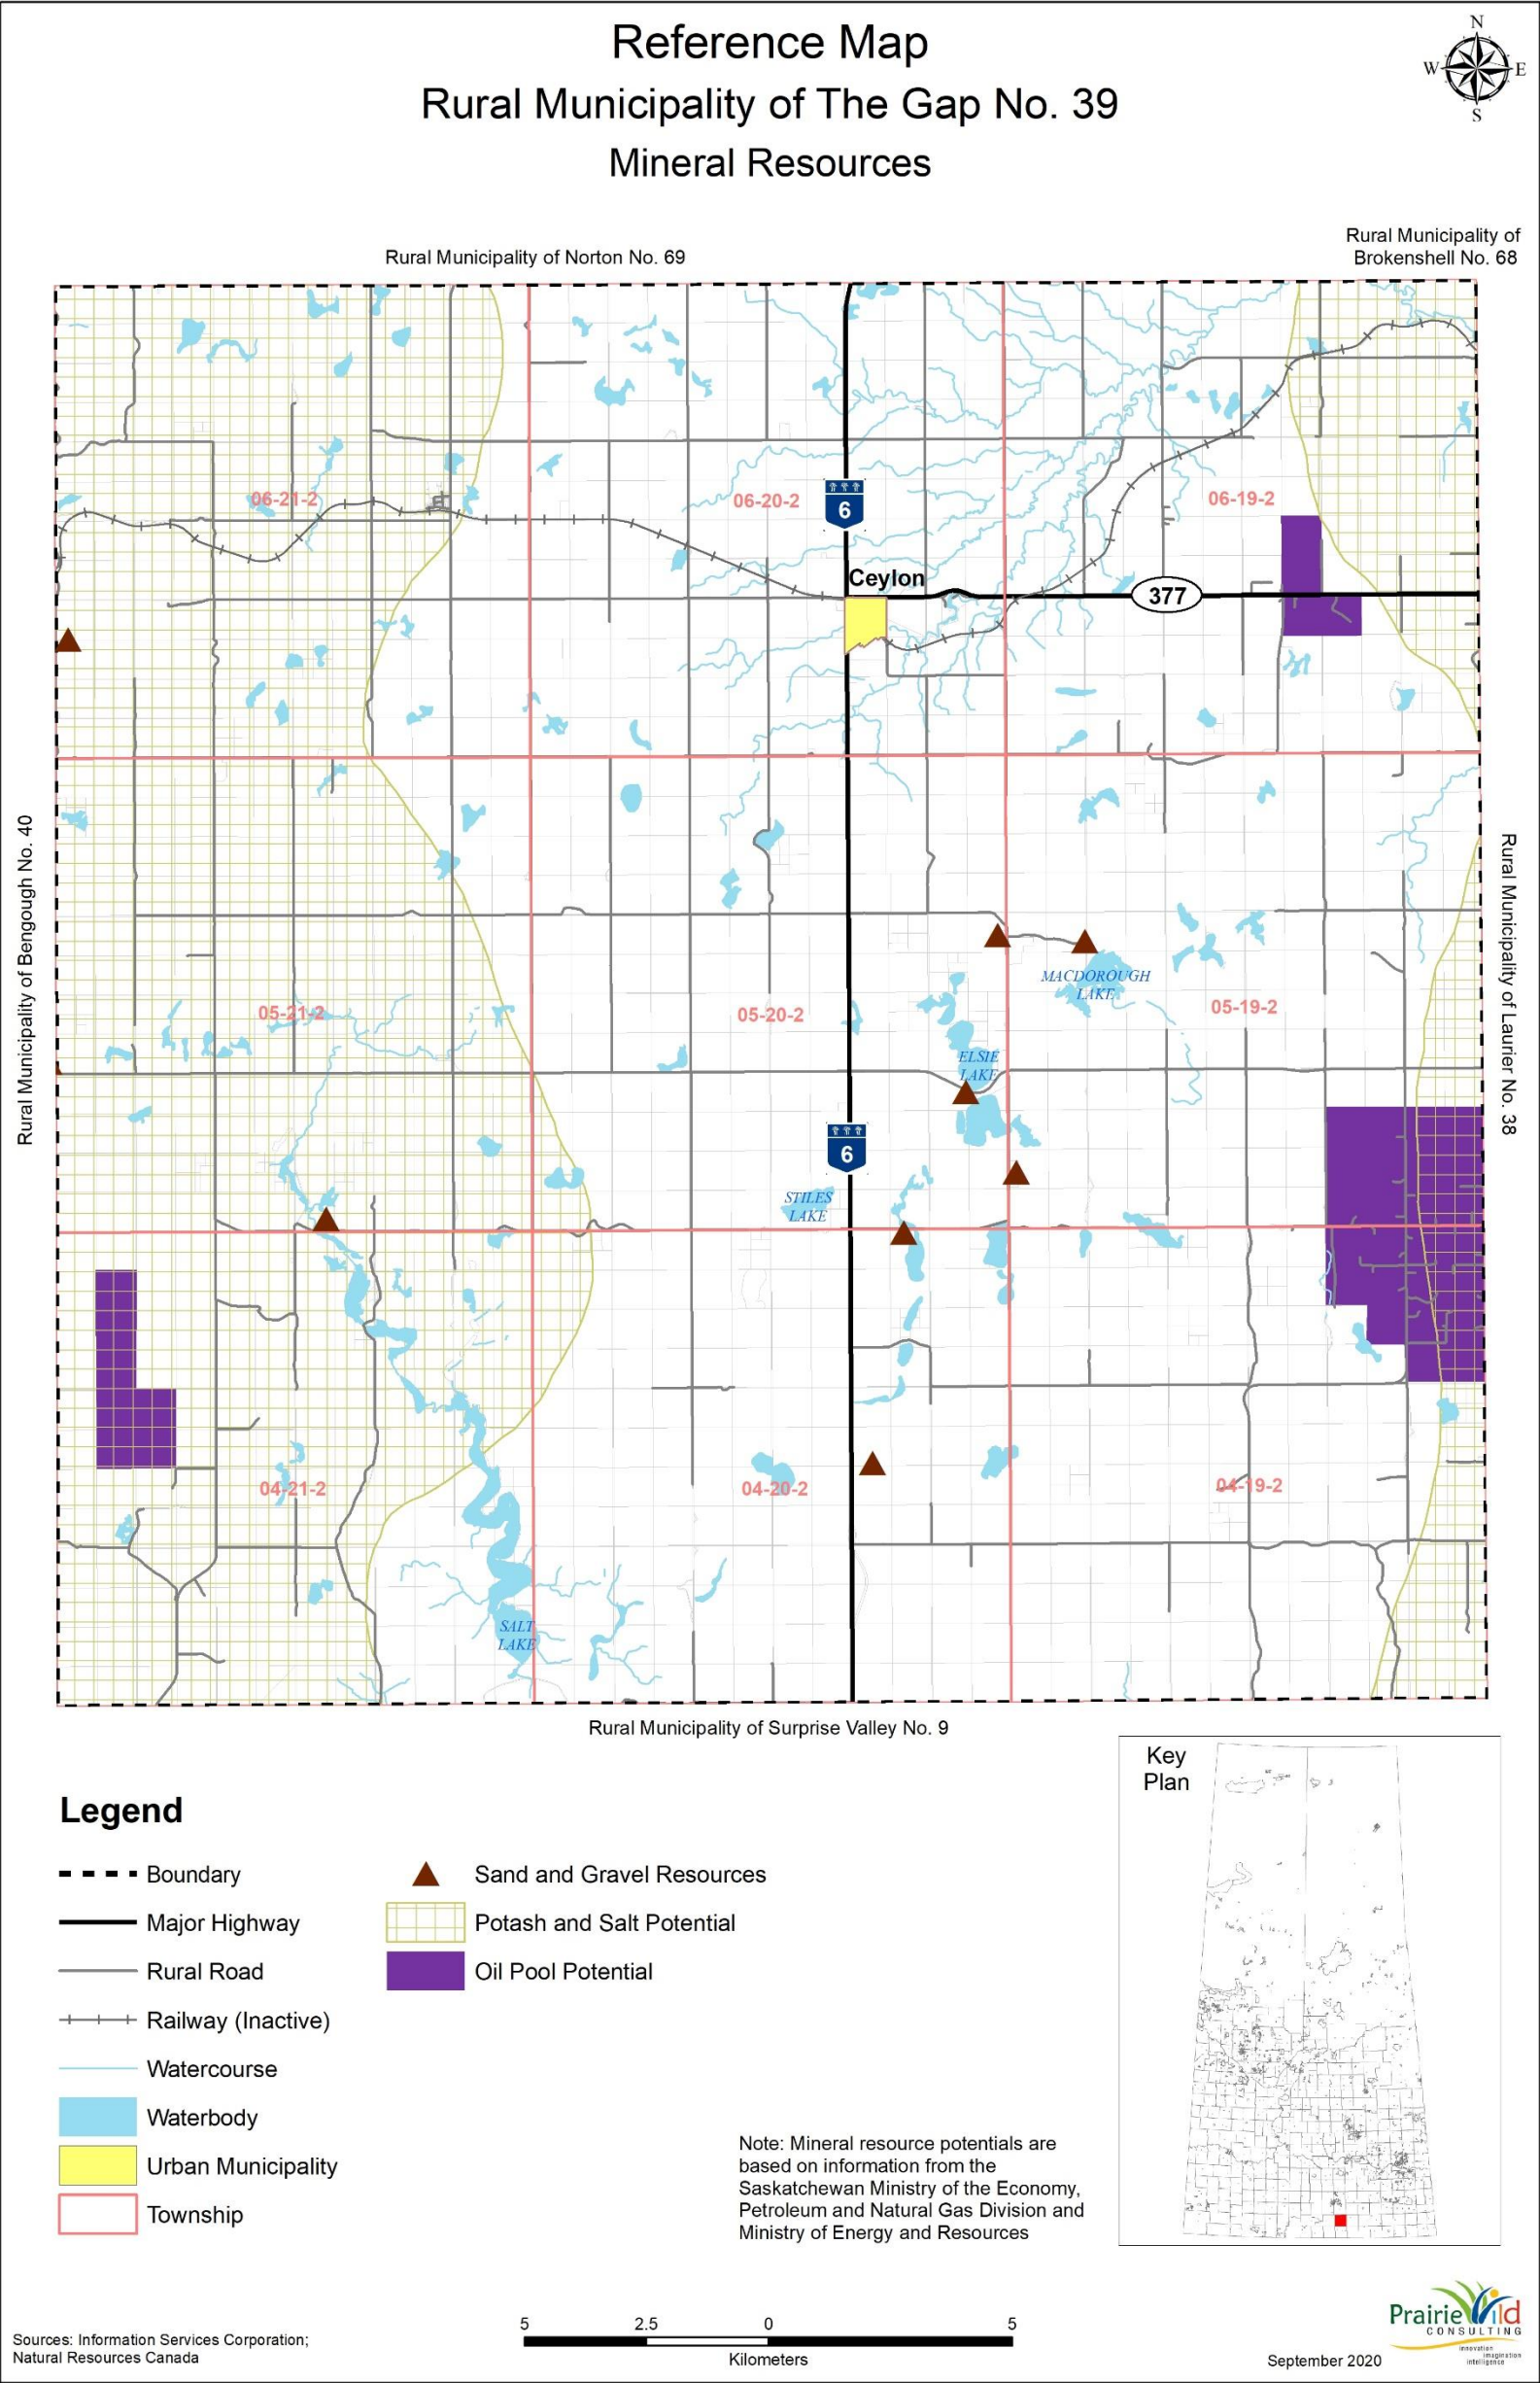 Reference Map
Rural Municipality of The Gap No. 39
Mineral Resources
N
W
E
S
Rural Municipality of Norton No. 69
Rural Municipality of
Brokenshell No. 68
Rural Municipality of Bengough No. 40
Rural Municipality of Laurier No. 38
06-21-2
06-20-2
6
06-19-2
Ceylon
377
MACDOROUGH
LAKE
05-21-2
05-20-2
05-19-2
ELSIE
LAKE
6
STILES
LAKE
04-21-2
04-20-2
04-19-2
SALT
LAKE
Rural Municipality of Surprise Valley No. 9
Key
Plan
Legend
Boundary
Major Highway
Rural Road
Railway (Inactive)
Watercourse
Waterbody
Urban Municipality
Township
Sand and Gravel Resources
Potash and Salt Potential
Oil Pool Potential
Note: Mineral resource potentials are
based on information from the
Saskatchewan Ministry of the Economy,
Petroleum and Natural Gas Division and
Ministry of Energy and Resources
5 2.5 0 5
Kilometers
Sources: Information Services Corporation;
Natural Resources Canada
September 2020
PrairieWild
CONSULTING
innovation
imagination
intelligence